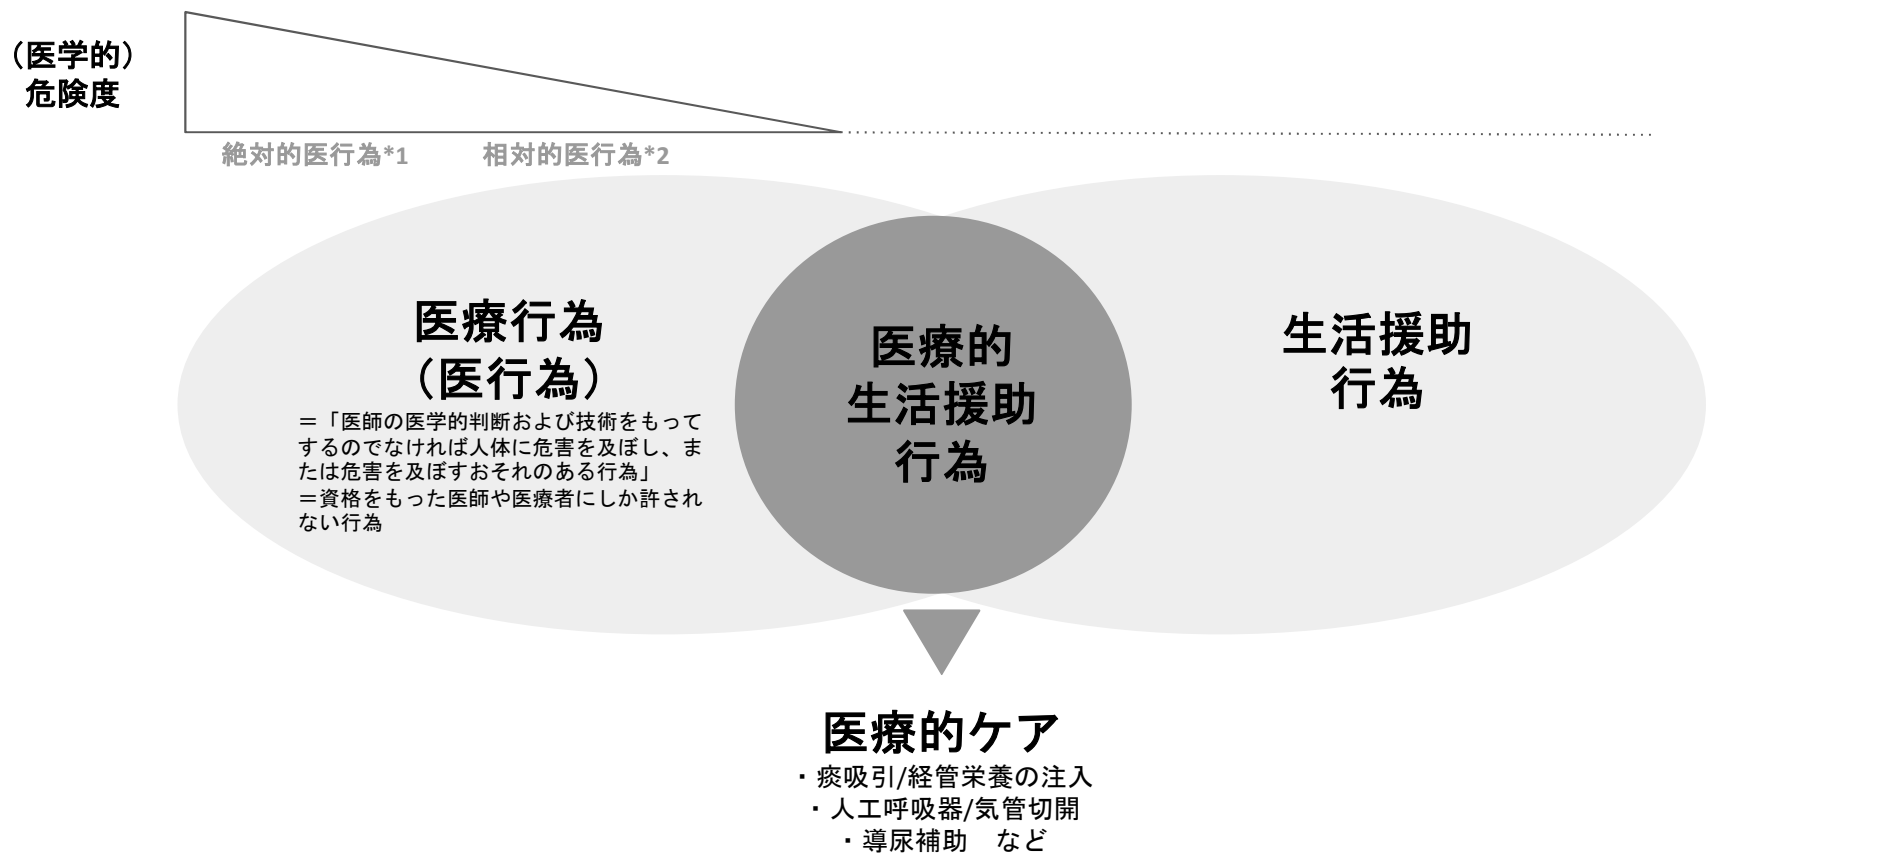 （医学的）
危険度
絶対的医行為*1
相対的医行為*2
医療行為
（医行為）
＝「医師の医学的判断および技術をもって
するのでなければ人体に危害を及ぼし、ま
たは危害を及ぼすおそれのある行為」
＝資格をもった医師や医療者にしか許され
ない行為
医療的
生活援助
行為
生活援助
行為
医療的ケア
・痰吸引/経管栄養の注入
・人工呼吸器/気管切開
・導尿補助　など